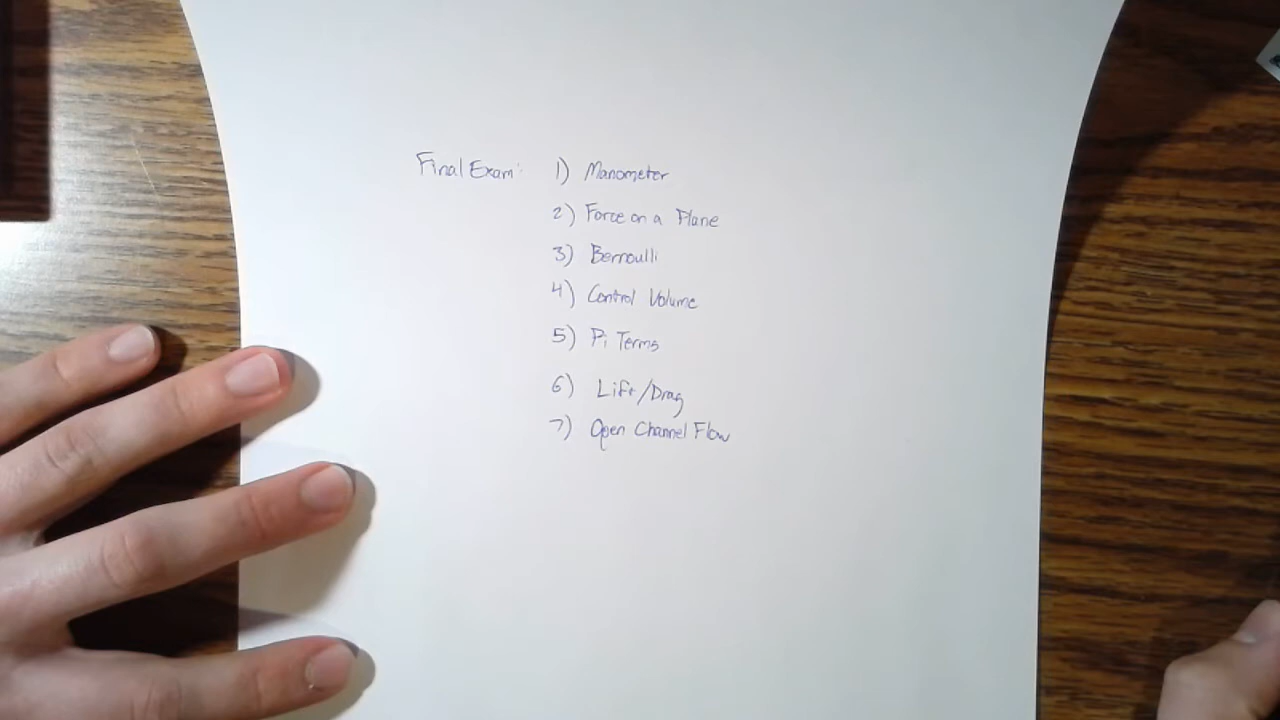 Final Exam: 1) Manometer
2) Force on a Plane
3) Bernoulli
4) Control Volume
5) Pi Terms
6) Lift/Drag
7) Open Channel Flow